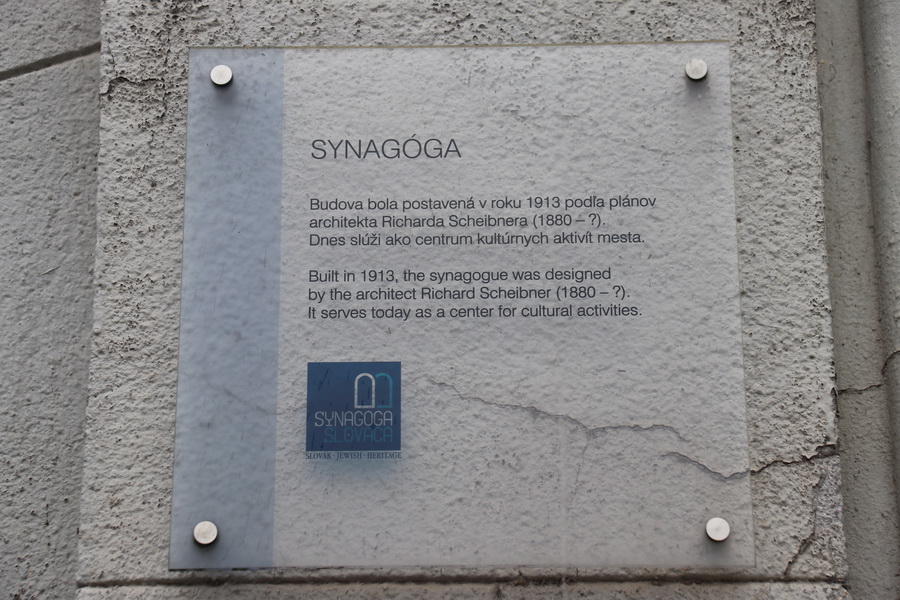 SYNAGÓGA
Budova bola postavená v roku 1913 podľa plánov
architekta Richarda Scheibnera (1880 – ?).
Dnes slúži ako centrum kultúrnych aktivít mesta.
Built in 1913, the synagogue was designed
by the architect Richard Scheibner (1880 – ?).
It serves today as a center for cultural activities.
SYNAGOGA
SLOVACA
SLOVAK · JEWISH · HERITAGE